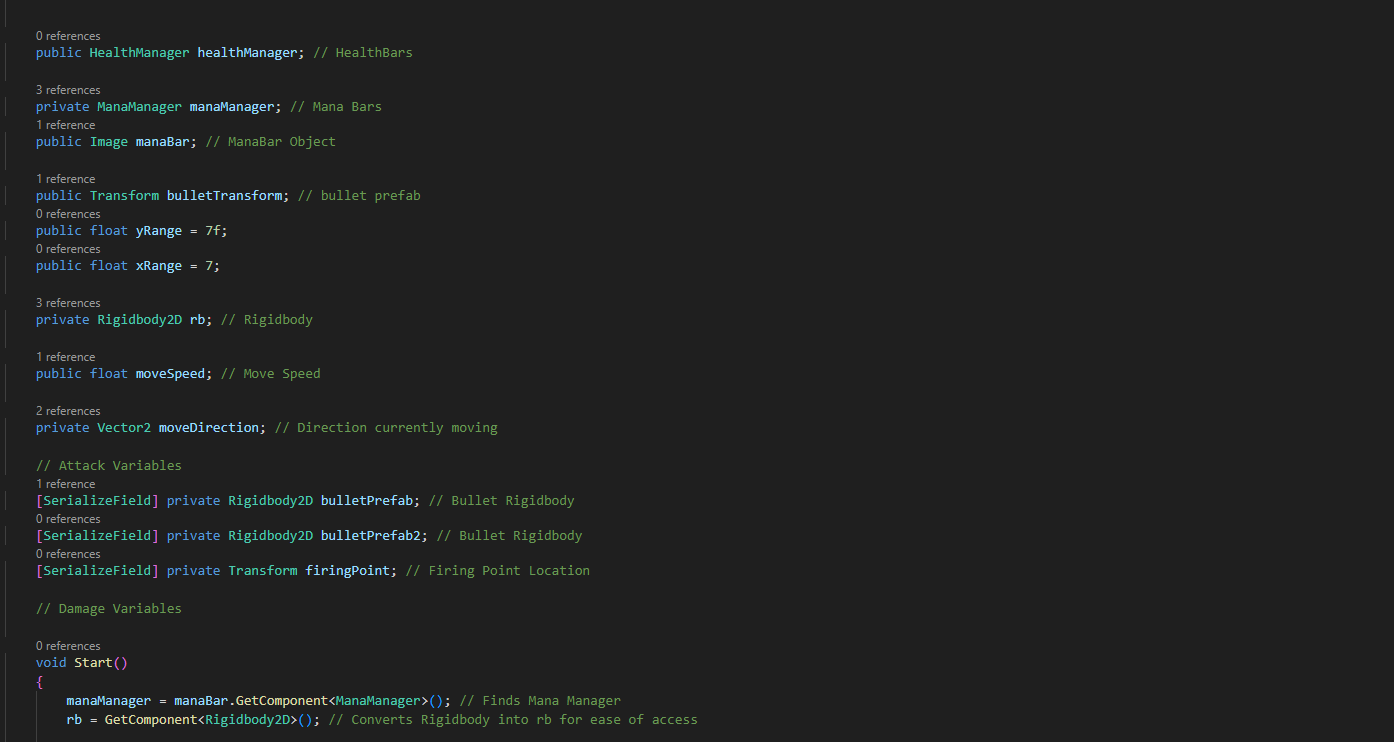 0 references
public HealthManager healthManager; // HealthBars
3 references
private ManaManager manaManager; // Mana Bars
1 reference
public Image manaBar; // ManaBar Object
1 reference
public Transform bulletTransform; // bullet prefab
0 references
public float yRange = 7f;
0 references
public float xRange = 7;
3 references
private Rigidbody2D rb; // Rigidbody
1 reference
public float moveSpeed; // Move Speed
2 references
private Vector2 moveDirection; // Direction currently moving
// Attack Variables
1 reference
[SerializeField] private Rigidbody2D bulletPrefab; // Bullet Rigidbody
0 references
[SerializeField] private Rigidbody2D bulletPrefab2; // Bullet Rigidbody
0 references
[SerializeField] private Transform firingPoint; // Firing Point Location
// Damage Variables
0 references
void Start()
{
manaManager = manaBar.GetComponent<ManaManager>(); // Finds Mana Manager
rb = GetComponent<Rigidbody2D>(); // Converts Rigidbody into rb for ease of access